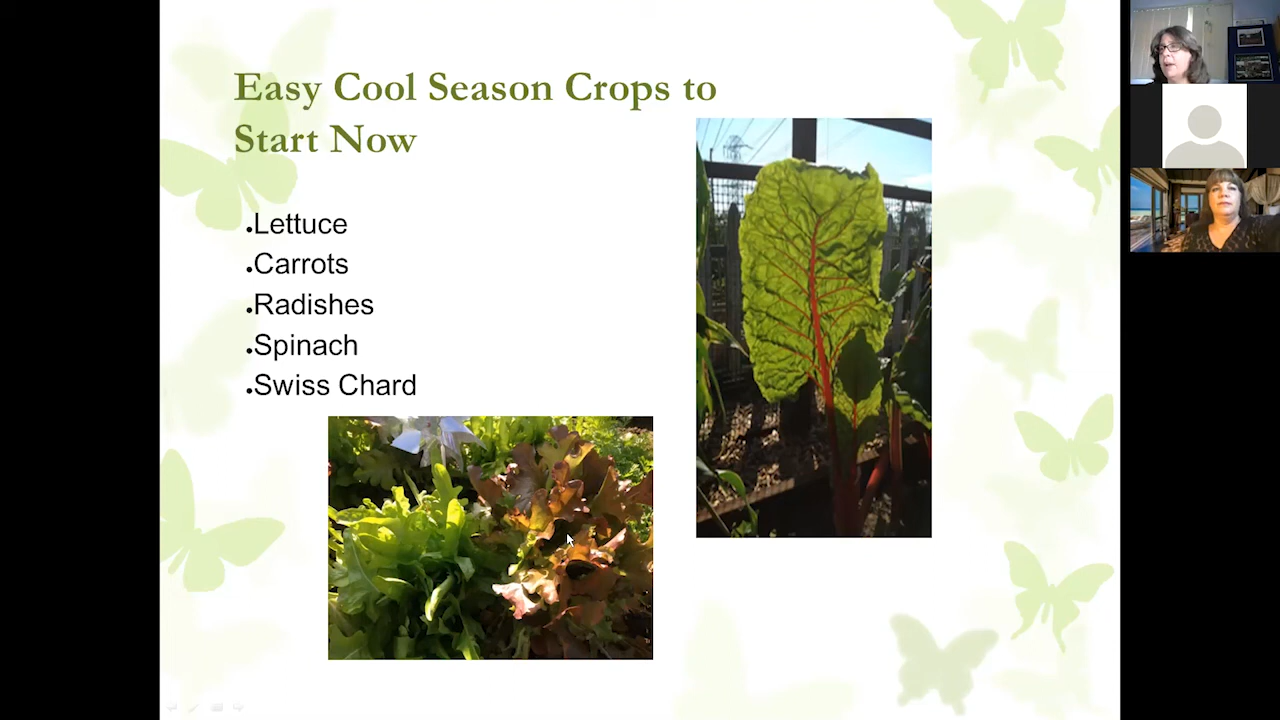 Easy Cool Season Crops to
Start Now
•Lettuce
•Carrots
•Radishes
•Spinach
•Swiss Chard